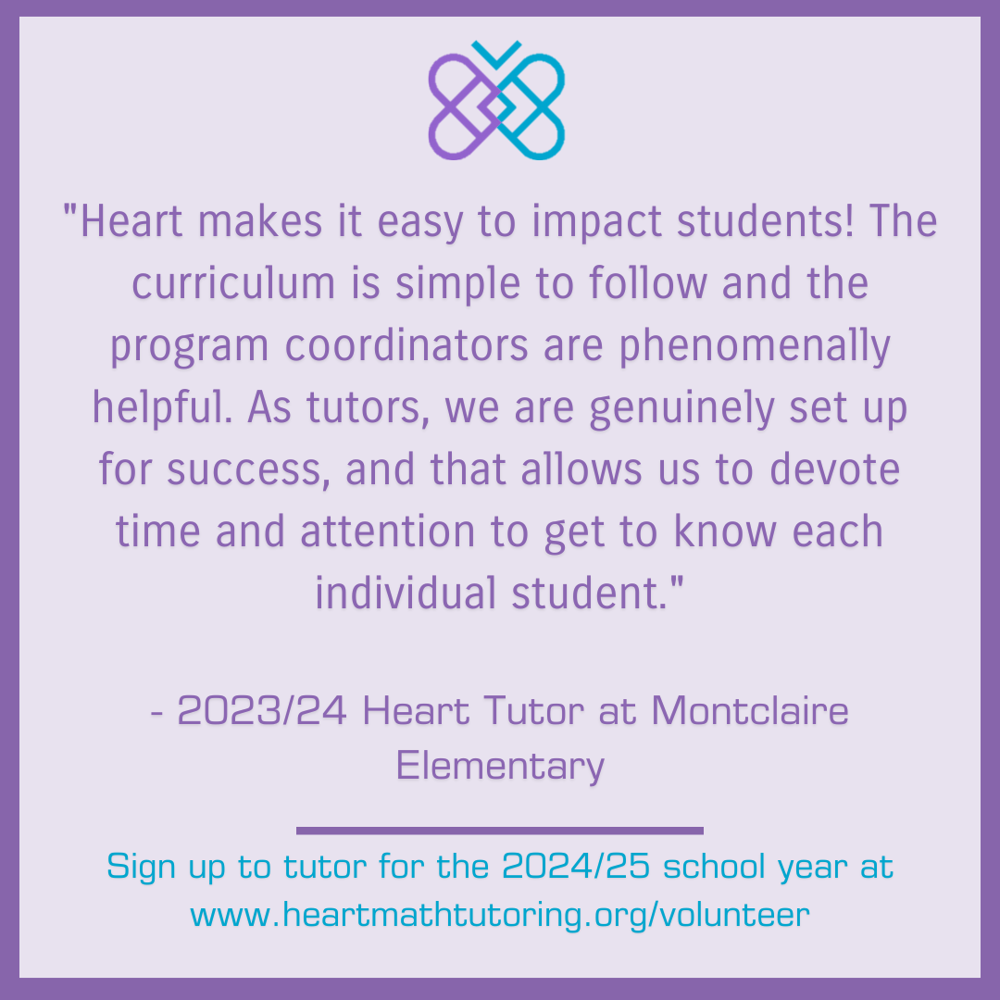 "Heart makes it easy to impact students! The
curriculum is simple to follow and the
program coordinators are phenomenally
helpful. As tutors, we are genuinely set up
for success, and that allows us to devote
time and attention to get to know each
individual student."
- 2023/24 Heart Tutor at Montclaire
Elementary
Sign up to tutor for the 2024/25 school year at
www.heartmathtutoring.org/volunteer